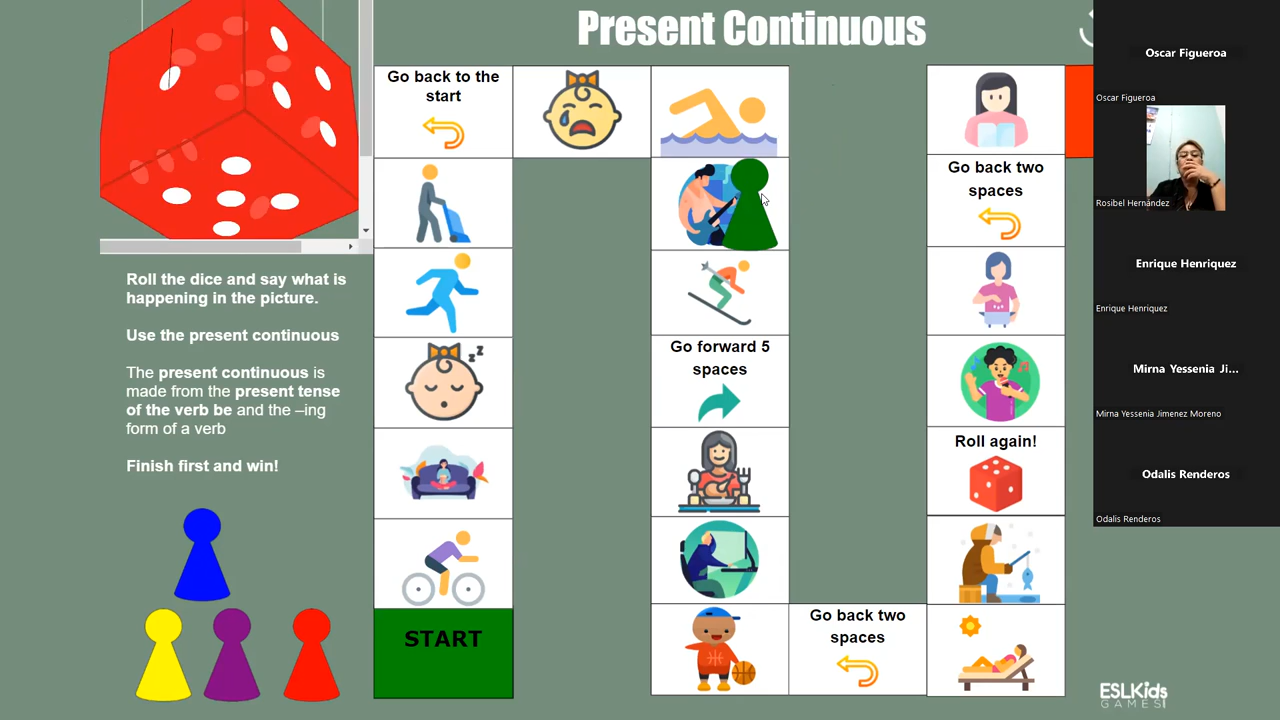 Present Continuous
Roll the dice and say what is
happening in the picture.
Use the present continuous
The present continuous is
made from the present tense
of the verb be and the –ing
form of a verb
Finish first and win!
Go back to the
start
START
Go forward 5
spaces
Go back two
spaces
Go back two
spaces
Roll again!
ESLKids
GAMES
Oscar Figueroa
Oscar Figueroa
Rosibel Hernández
Enrique Henriquez
Enrique Henriquez
Mirna Yessenia Ji...
Mirna Yessenia Jimenez Moreno
Odalis Renderos
Odalis Renderos